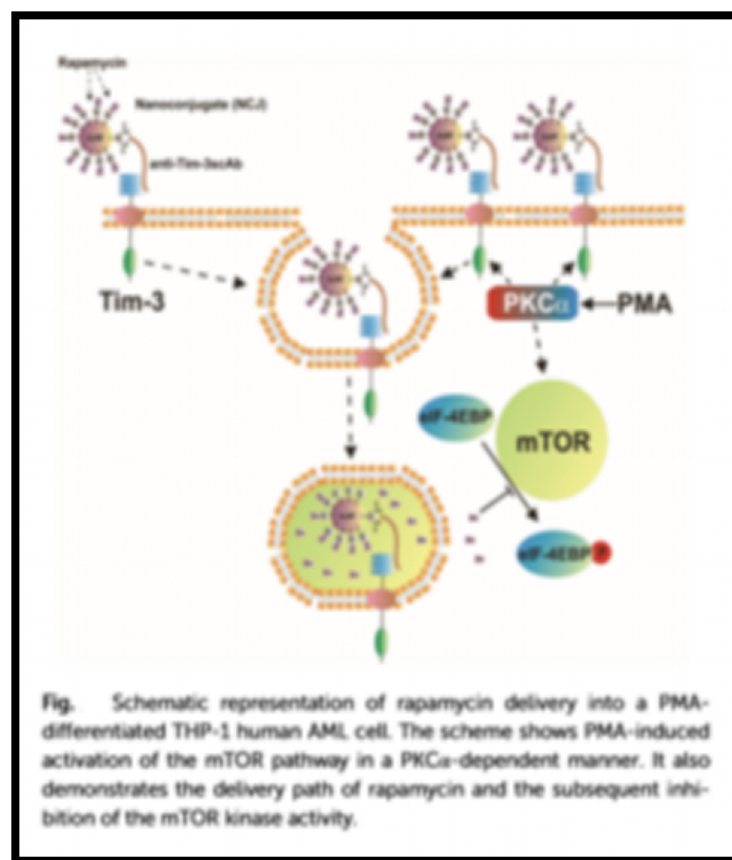 Rapamycin
Nanoconjugate (NCJ)
anti-Tim-3scAb
Tim-3
PKCα
PMA
eIF-4EBP
mTOR
eIF-4EBP P
Fig. Schematic representation of rapamycin delivery into a PMA-
differentiated THP-1 human AML cell. The scheme shows PMA-induced
activation of the mTOR pathway in a PKCα-dependent manner. It also
demonstrates the delivery path of rapamycin and the subsequent inhi-
bition of the mTOR kinase activity.